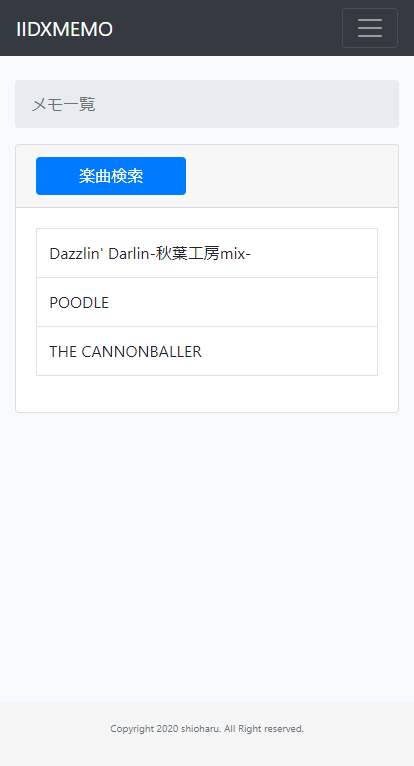 IIDXMEMO
メモ一覧
楽曲検索
Dazzlin' Darlin-秋葉工房mix-
POODLE
THE CANNONBALLER
Copyright 2020 shioharu. All Right reserved.